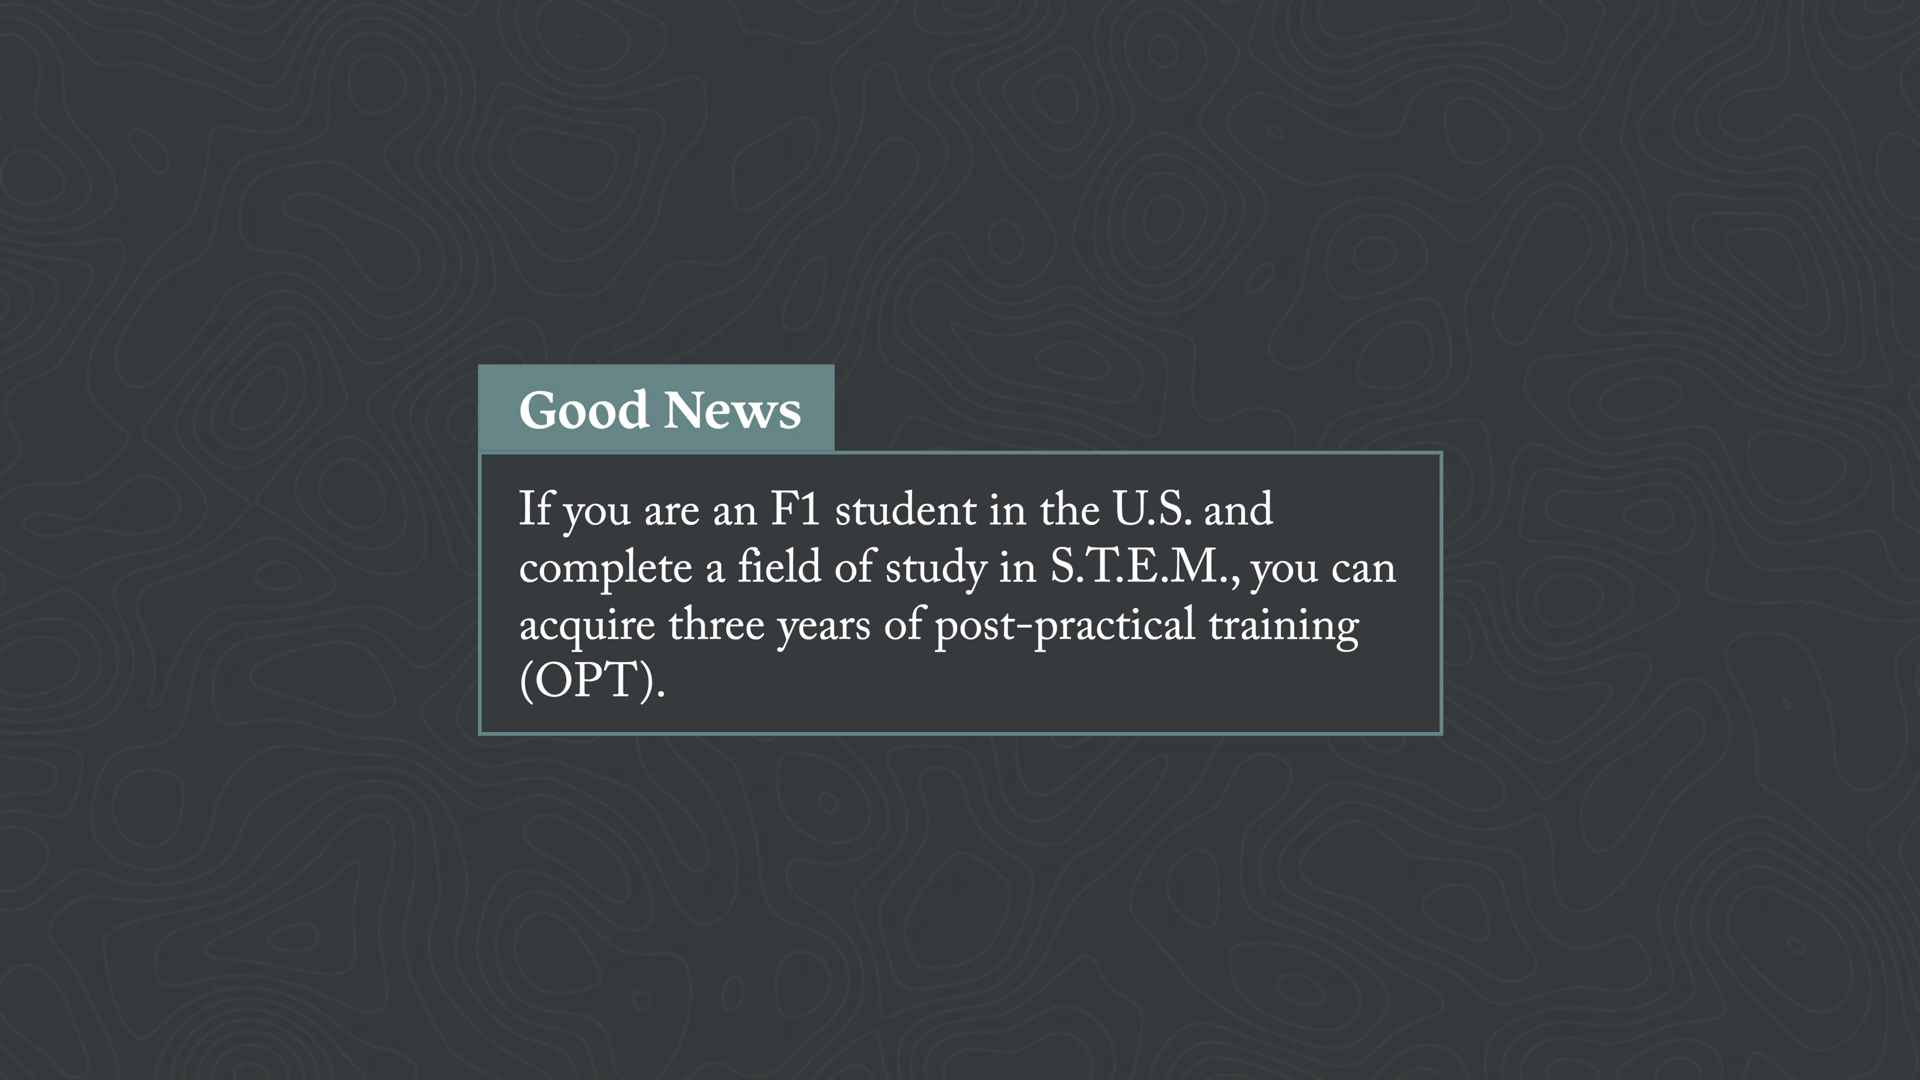 Good News
If you are an F1 student in the U.S. and
complete a field of study in S.T.E.M., you can
acquire three years of post-practical training
(OPT).